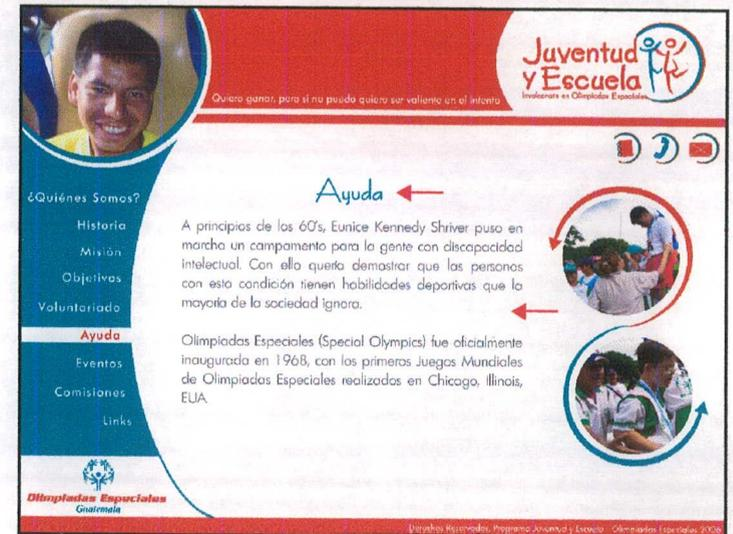 Juventud
y Escuela
Involúcrate en Olimpiadas Especiales
Quiero ganar, pero si no puedo quiero ser valiente en el intento
¿Quiénes Somos?
Historia
Misión
Objetivos
Voluntariado
Ayuda
Eventos
Comisiones
Links
Ayuda
A principios de los 60's, Eunice Kennedy Shriver puso en
marcha un campamento para la gente con discapacidad
intelectual. Con ello quería demostrar que las personas
con esta condición tienen habilidades deportivas que la
mayoría de la sociedad ignora.
Olimpiadas Especiales (Special Olympics) fue oficialmente
inaugurada en 1968, con los primeros Juegos Mundiales
de Olimpiadas Especiales realizados en Chicago, Illinois,
EUA
Olimpiadas Especiales
Guatemala
Derechos Reservados, Programa Juventud y Escuela - Olimpiadas Especiales 2006